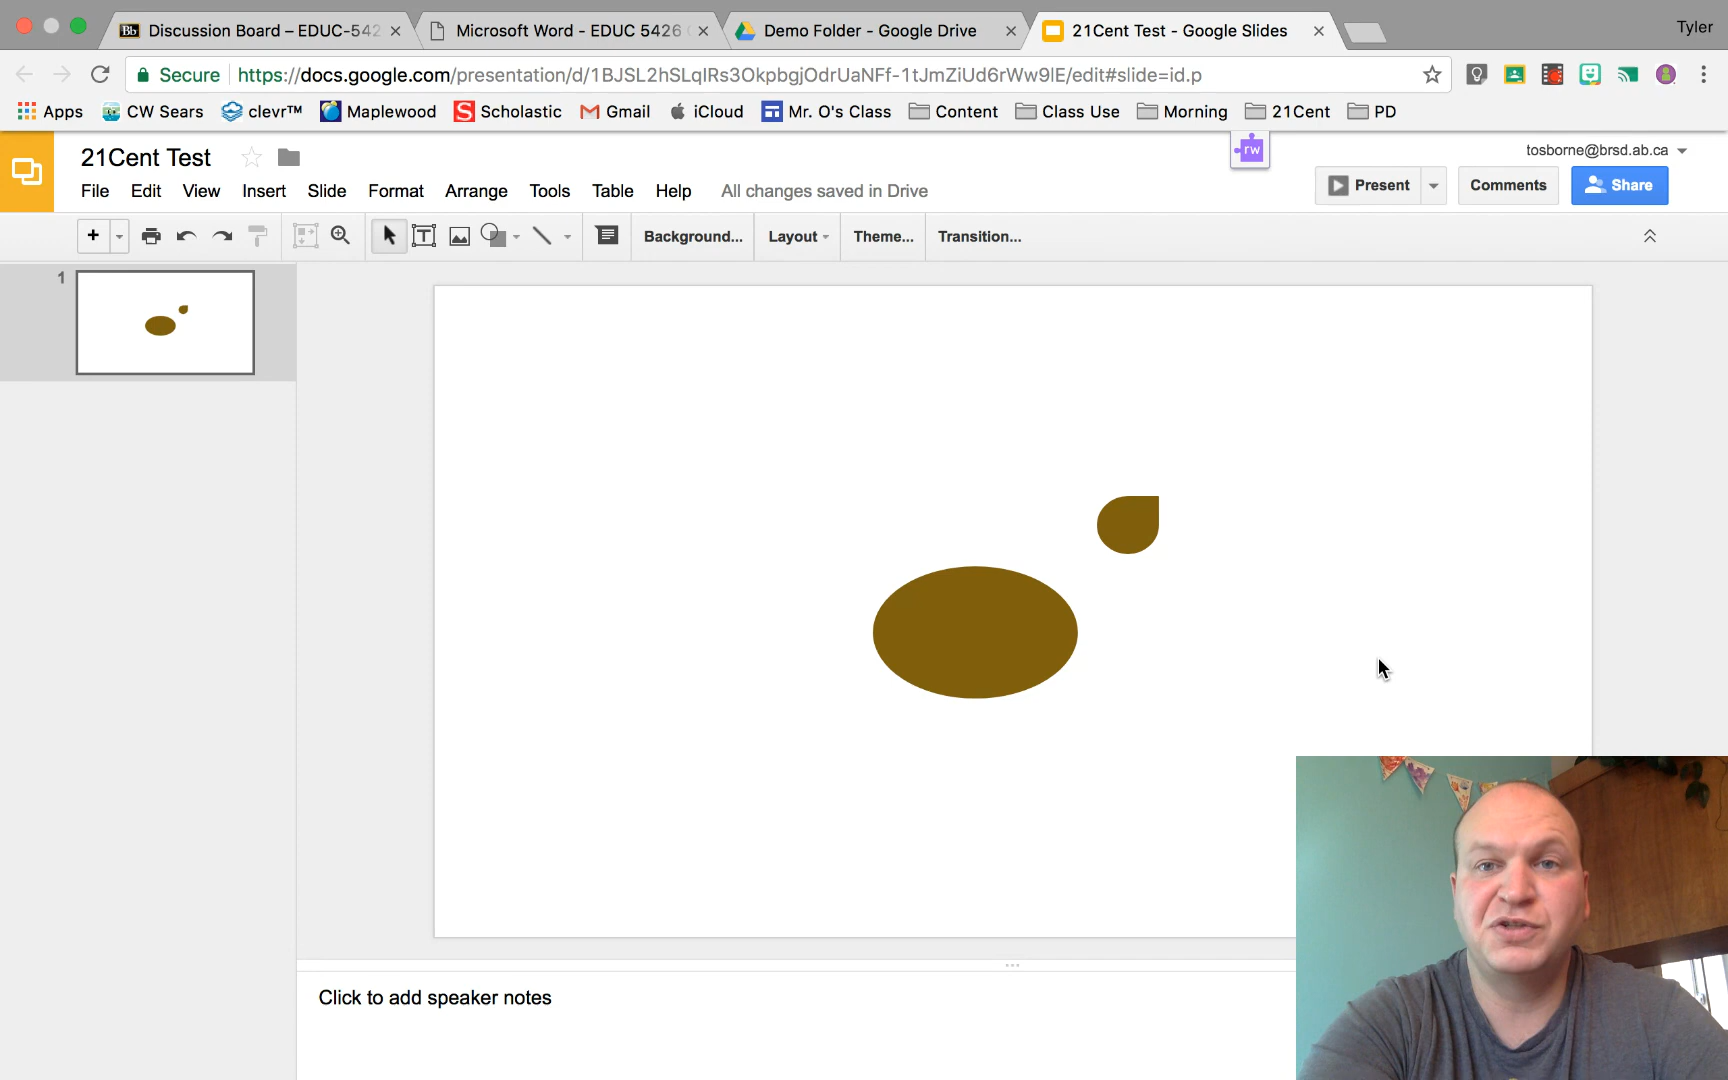 Discussion Board – EDUC-542
Microsoft Word - EDUC 5426
Demo Folder - Google Drive
21Cent Test - Google Slides
Tyler
Secure
https://docs.google.com/presentation/d/1BJSL2hSLqIRs3OkpbgjOdrUaNFf-1tJmZiUd6rWw9lE/edit#slide=id.p
Apps
CW Sears
clevr™
Maplewood
Scholastic
Gmail
iCloud
Mr. O's Class
Content
Class Use
Morning
21Cent
PD
21Cent Test
rw
tosborne@brsd.ab.ca
File Edit View Insert Slide Format Arrange Tools Table Help
All changes saved in Drive
Present
Comments
Share
Background...
Layout
Theme...
Transition...
1
Click to add speaker notes